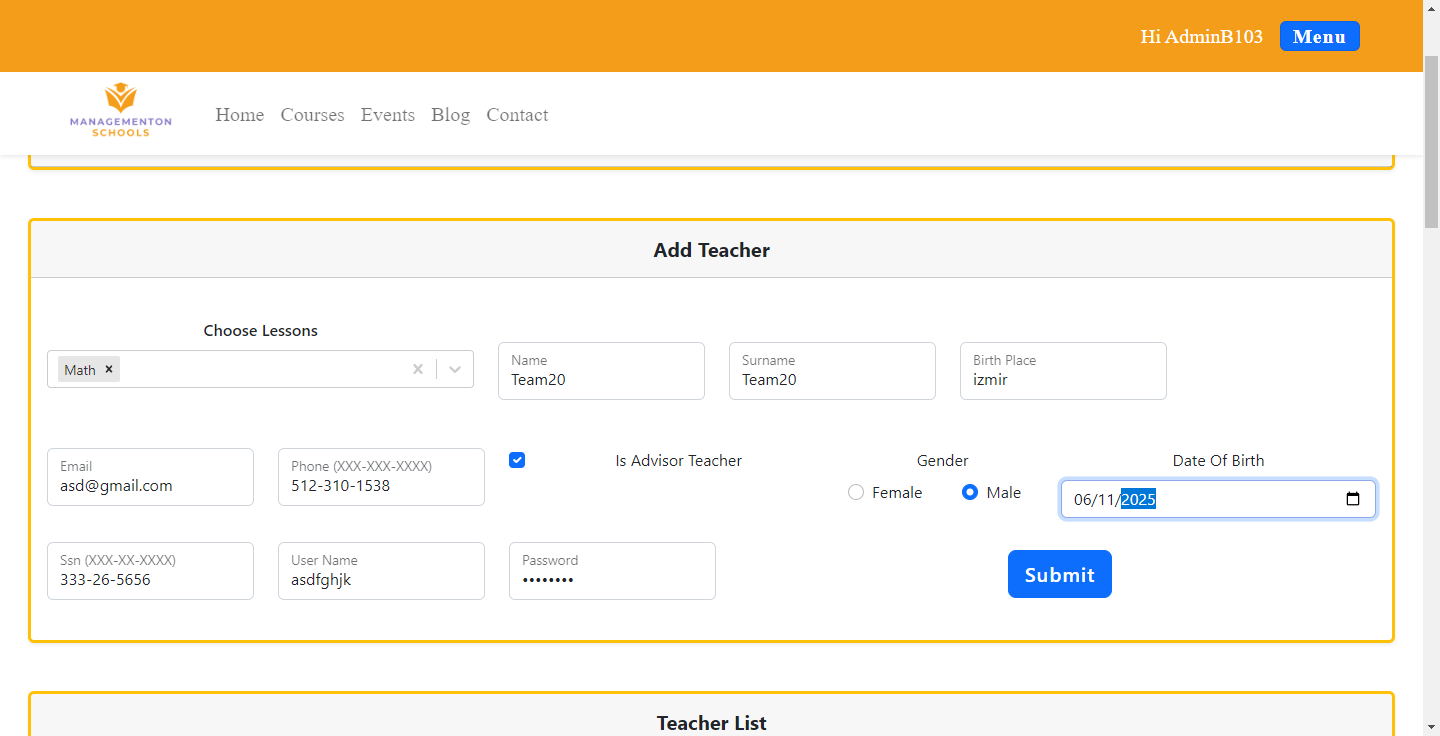 Hi AdminB103 Menu
MANAGEMENTON
SCHOOLS
Home Courses Events Blog Contact
Add Teacher
Choose Lessons
Math
Name
Team20
Surname
Team20
Birth Place
izmir
Email
asd@gmail.com
Phone (XXX-XXX-XXXX)
512-310-1538
Is Advisor Teacher
Gender
Female Male
Date Of Birth
06/11/2025
Ssn (XXX-XX-XXXX)
333-26-5656
User Name
asdfghjk
Password
••••••••
Submit
Teacher List